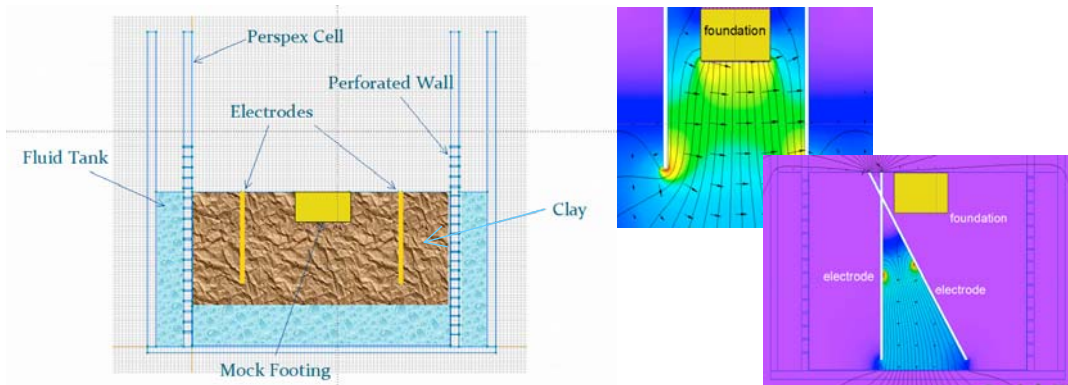 Perspex Cell
Perforated Wall
Electrodes
Fluid Tank
Clay
Mock Footing
foundation
foundation
electrode
electrode